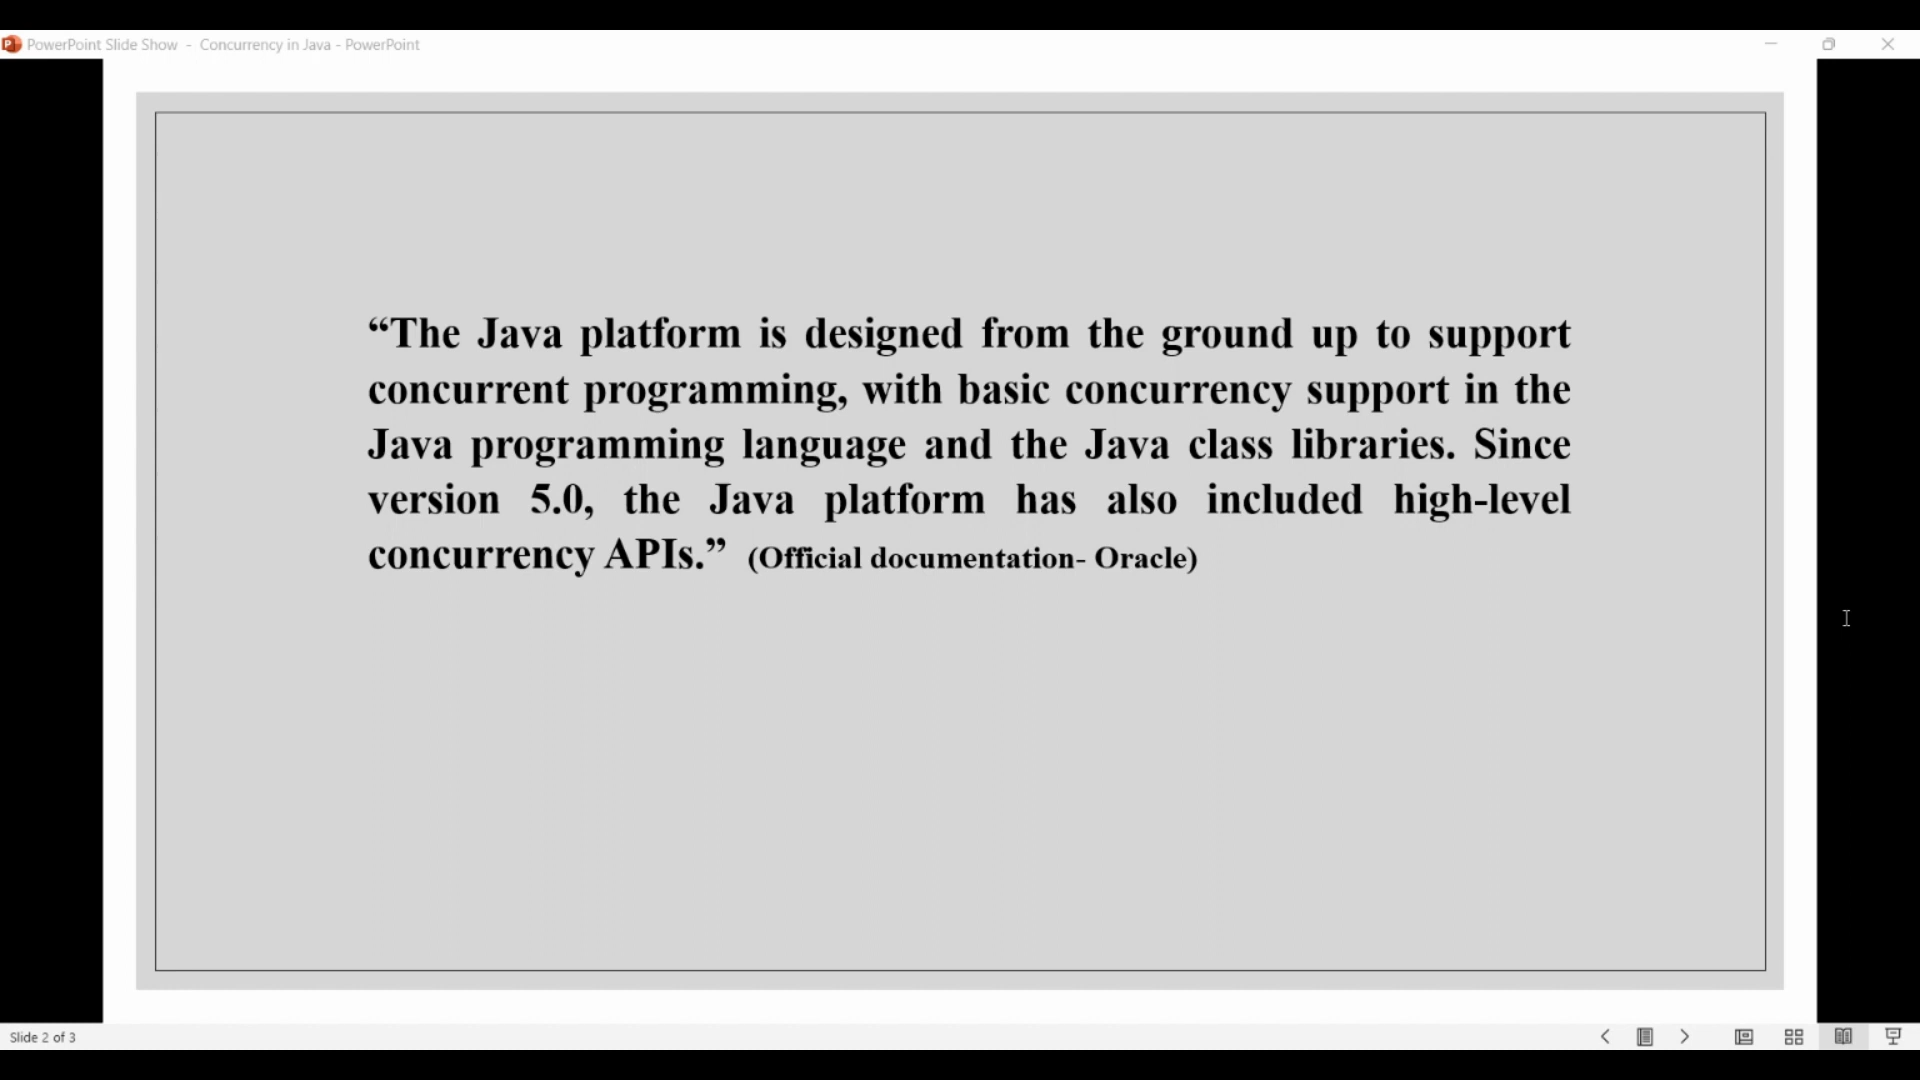 PowerPoint Slide Show - Concurrency in Java - PowerPoint
“The Java platform is designed from the ground up to support
concurrent programming, with basic concurrency support in the
Java programming language and the Java class libraries. Since
version 5.0, the Java platform has also included high-level
concurrency APIs.” (Official documentation- Oracle)
Slide 2 of 3